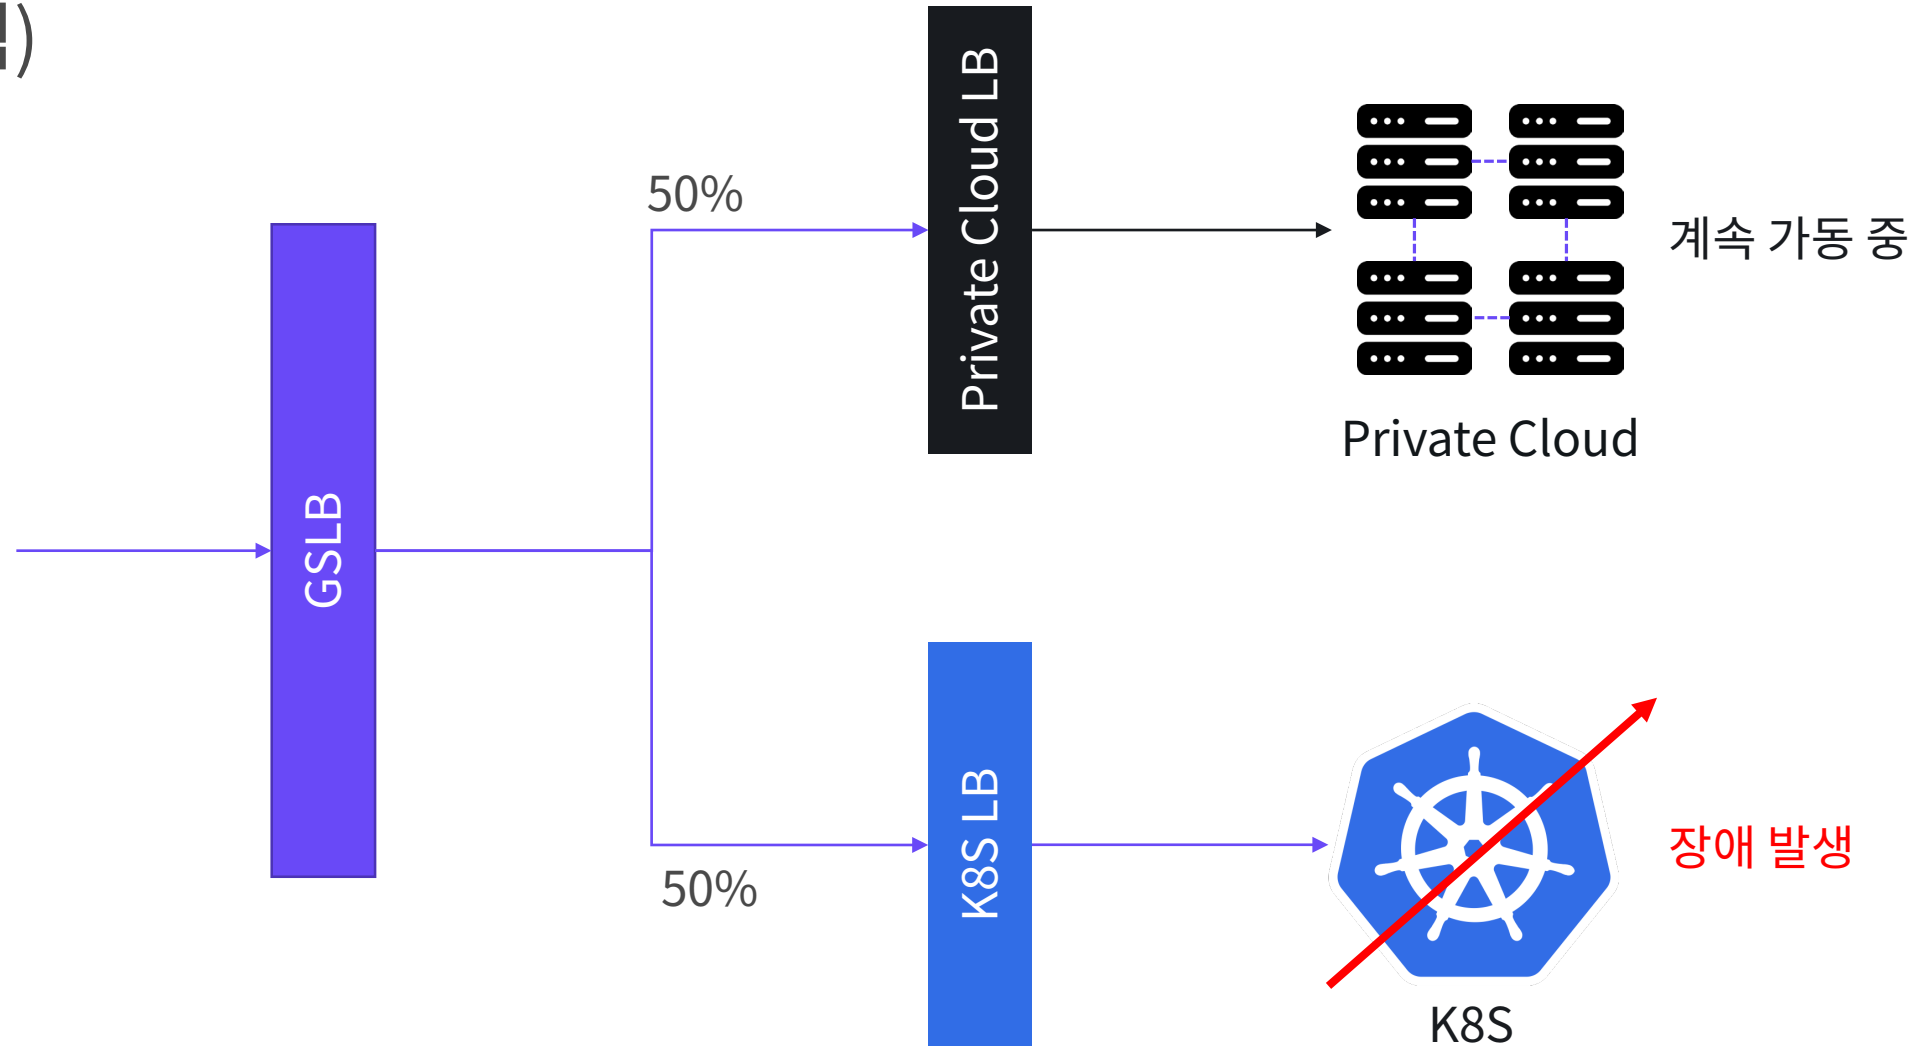 )
GSLB
50%
50%
Private Cloud LB
K8S LB
계속 가동 중
Private Cloud
장애 발생
K8S